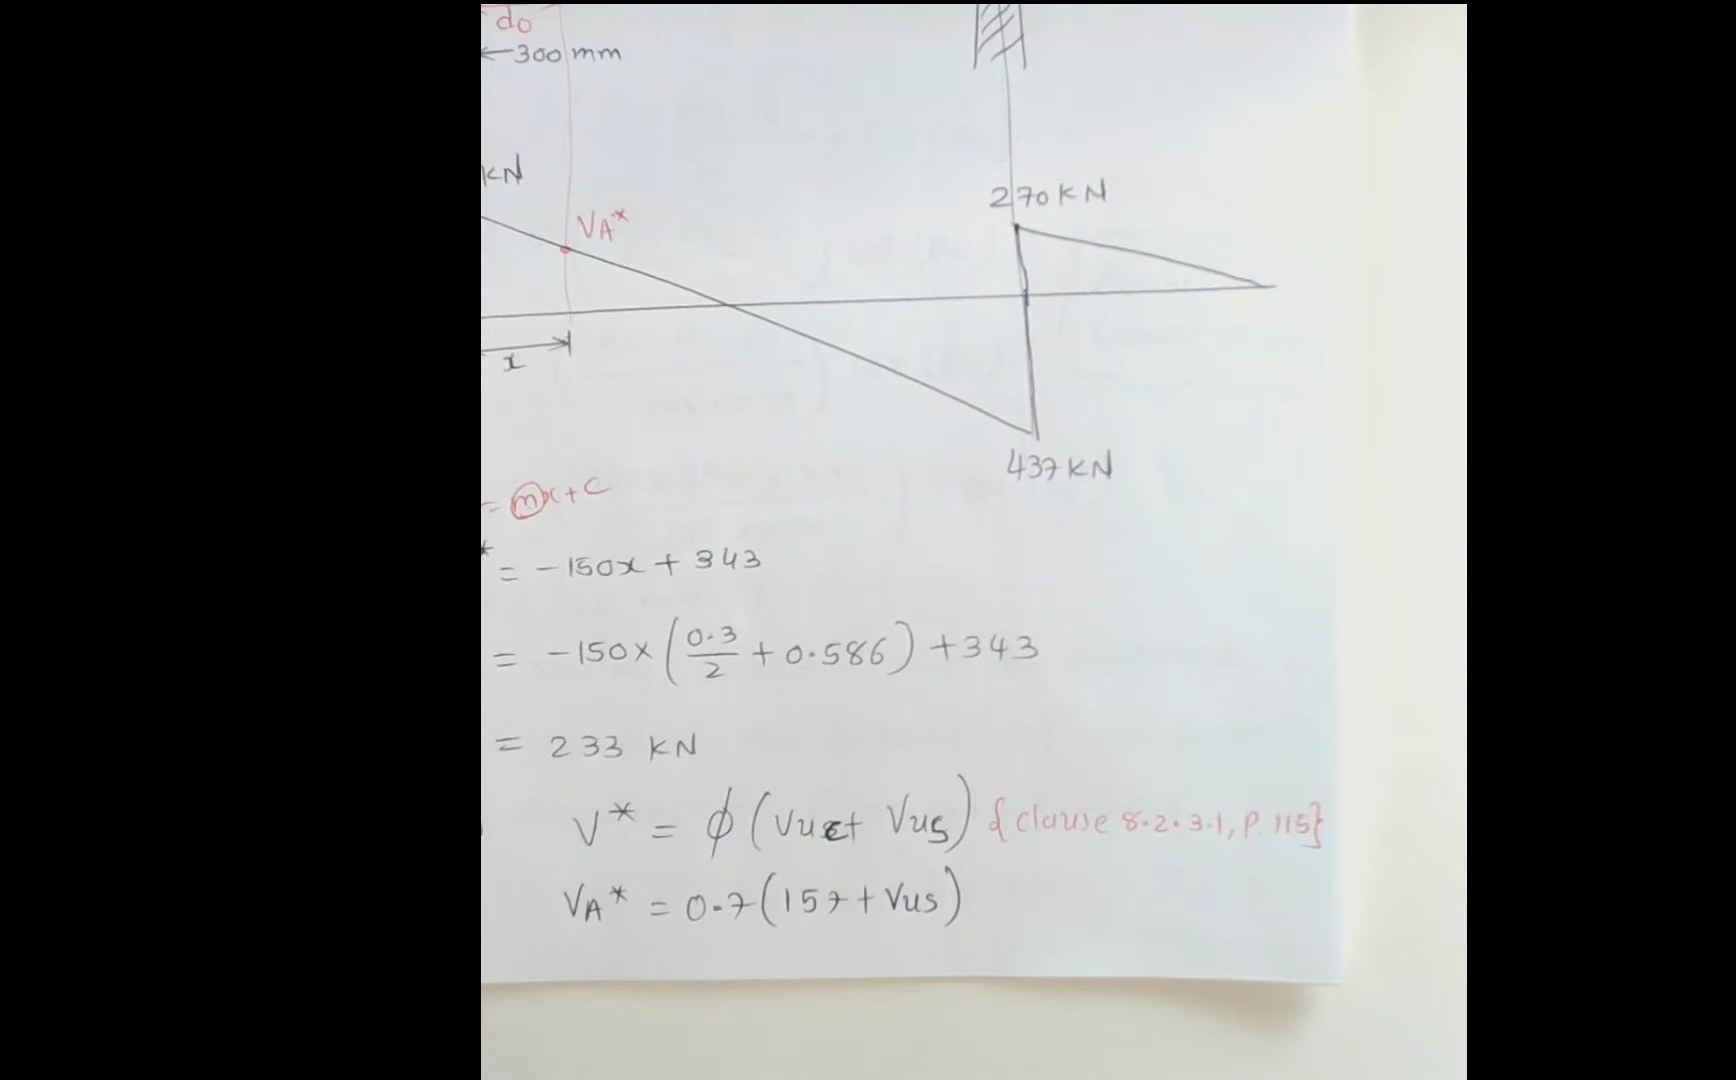 do
←300 mm
KN
VA*
270 KN
x
437 KN
= mx + C
* = -150x + 343
= -150 × (0.3/2 + 0.586) + 343
= 233 KN
V* = ϕ (Vuc + Vus) {clause 8.2.3.1, P. 115}
VA* = 0.7 (157 + Vus)